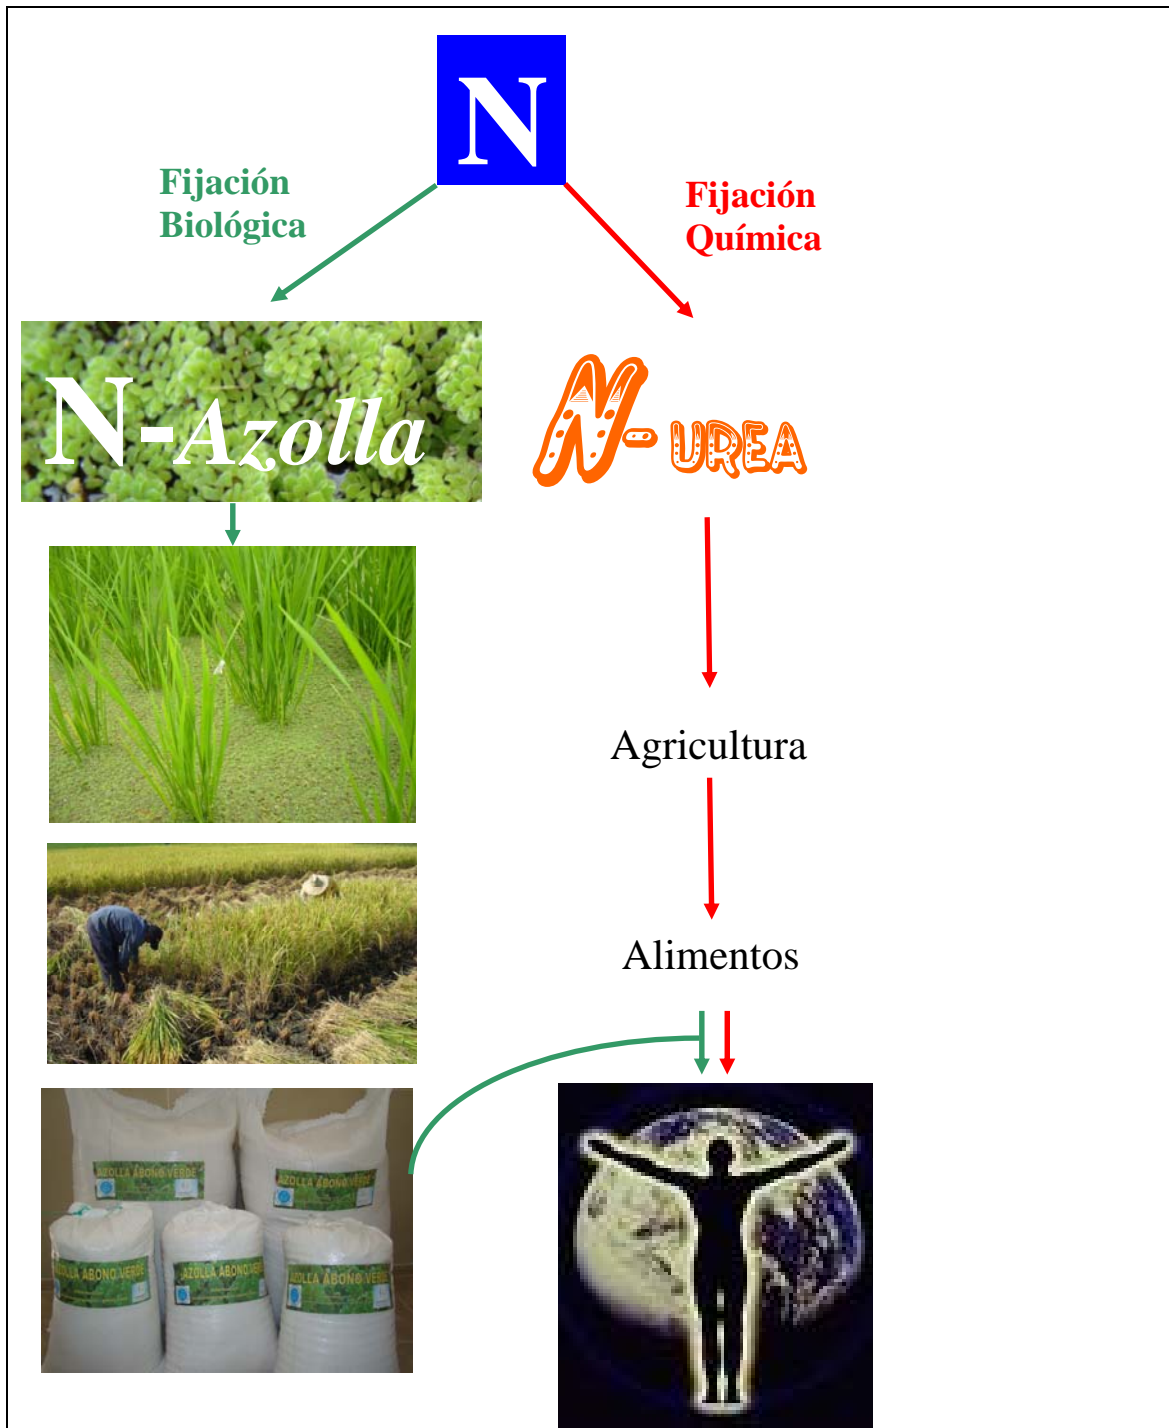 N
Fijación
Biológica
Fijación
Química
N-Azolla
N- UREA
Agricultura
Alimentos
AZOLLA ABONO VERDE
AZOLLA ABONO VERDE
AZOLLA ABONO VERDE
AZOLLA ABONO VERDE
AZOLLA ABONO VERDE